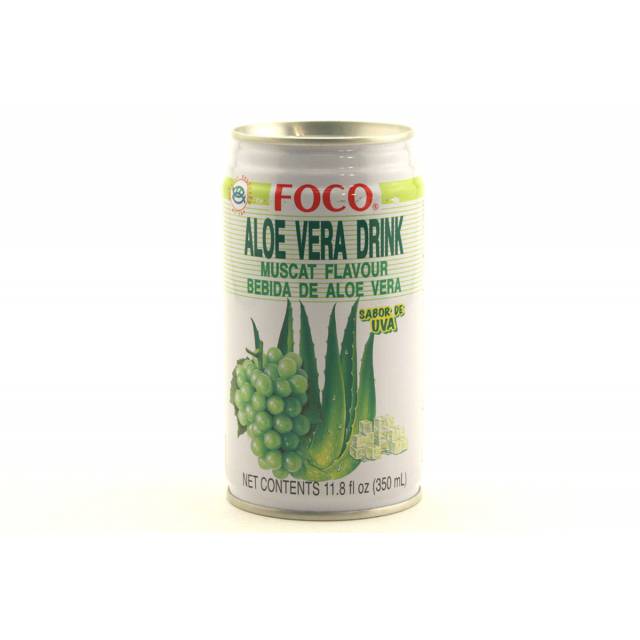 FOCO®
ALOE VERA DRINK
MUSCAT FLAVOUR
BEBIDA DE ALOE VERA
SABOR DE
UVA
NET CONTENTS 11.8 fl oz (350 mL)